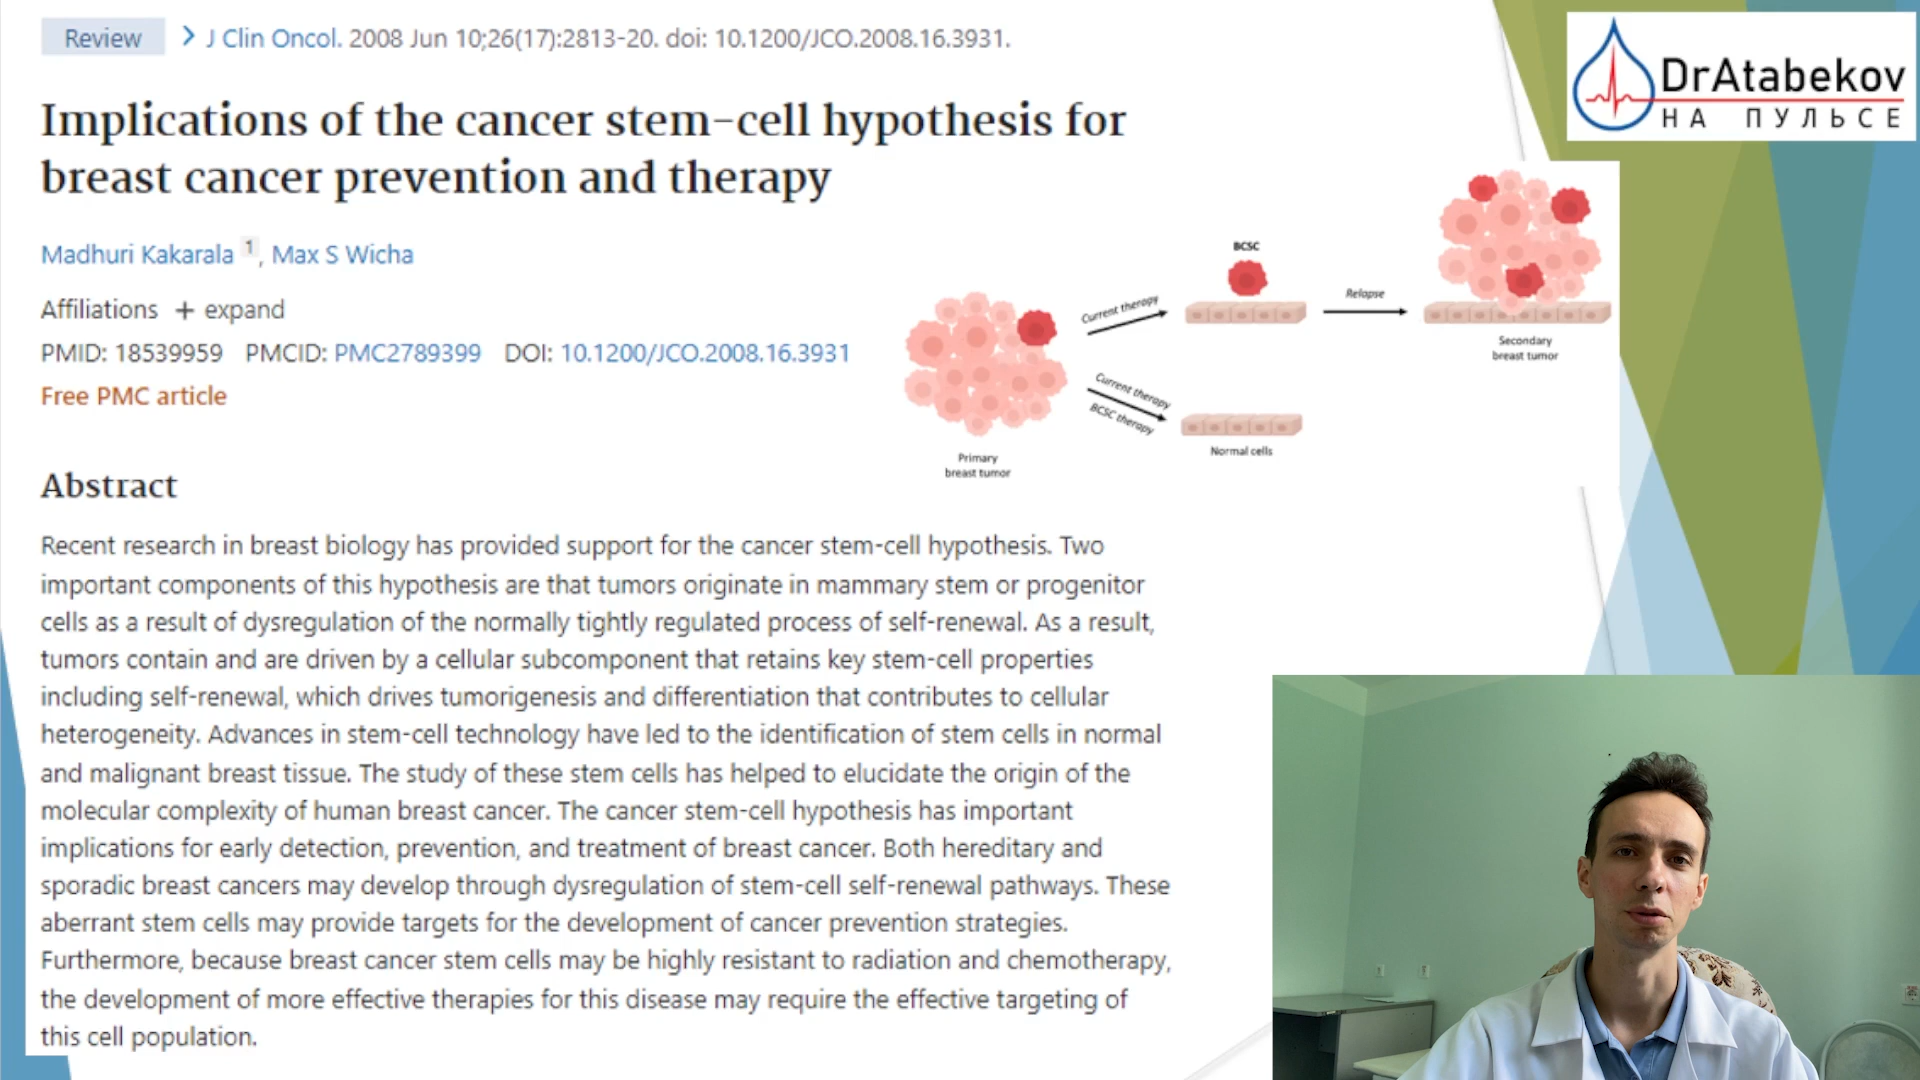 Review > J Clin Oncol. 2008 Jun 10;26(17):2813-20. doi: 10.1200/JCO.2008.16.3931.
DrAtabekov
НА ПУЛЬСЕ
Implications of the cancer stem-cell hypothesis for
breast cancer prevention and therapy
Madhuri Kakarala 1, Max S Wicha
Affiliations + expand
PMID: 18539959 PMCID: PMC2789399 DOI: 10.1200/JCO.2008.16.3931
Free PMC article
BCSC
Current therapy
Relapse
Secondary
breast tumor
Current therapy
BCSC therapy
Normal cells
Primary
breast tumor
Abstract
Recent research in breast biology has provided support for the cancer stem-cell hypothesis. Two
important components of this hypothesis are that tumors originate in mammary stem or progenitor
cells as a result of dysregulation of the normally tightly regulated process of self-renewal. As a result,
tumors contain and are driven by a cellular subcomponent that retains key stem-cell properties
including self-renewal, which drives tumorigenesis and differentiation that contributes to cellular
heterogeneity. Advances in stem-cell technology have led to the identification of stem cells in normal
and malignant breast tissue. The study of these stem cells has helped to elucidate the origin of the
molecular complexity of human breast cancer. The cancer stem-cell hypothesis has important
implications for early detection, prevention, and treatment of breast cancer. Both hereditary and
sporadic breast cancers may develop through dysregulation of stem-cell self-renewal pathways. These
aberrant stem cells may provide targets for the development of cancer prevention strategies.
Furthermore, because breast cancer stem cells may be highly resistant to radiation and chemotherapy,
the development of more effective therapies for this disease may require the effective targeting of
this cell population.